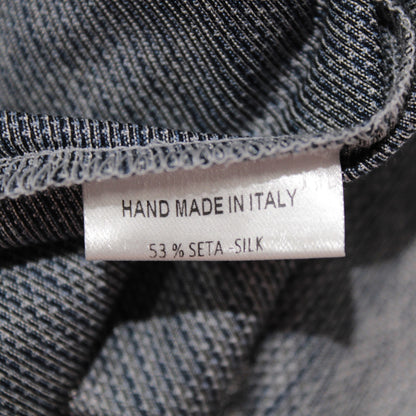 HAND MADE IN ITALY
53 % SETA -SILK